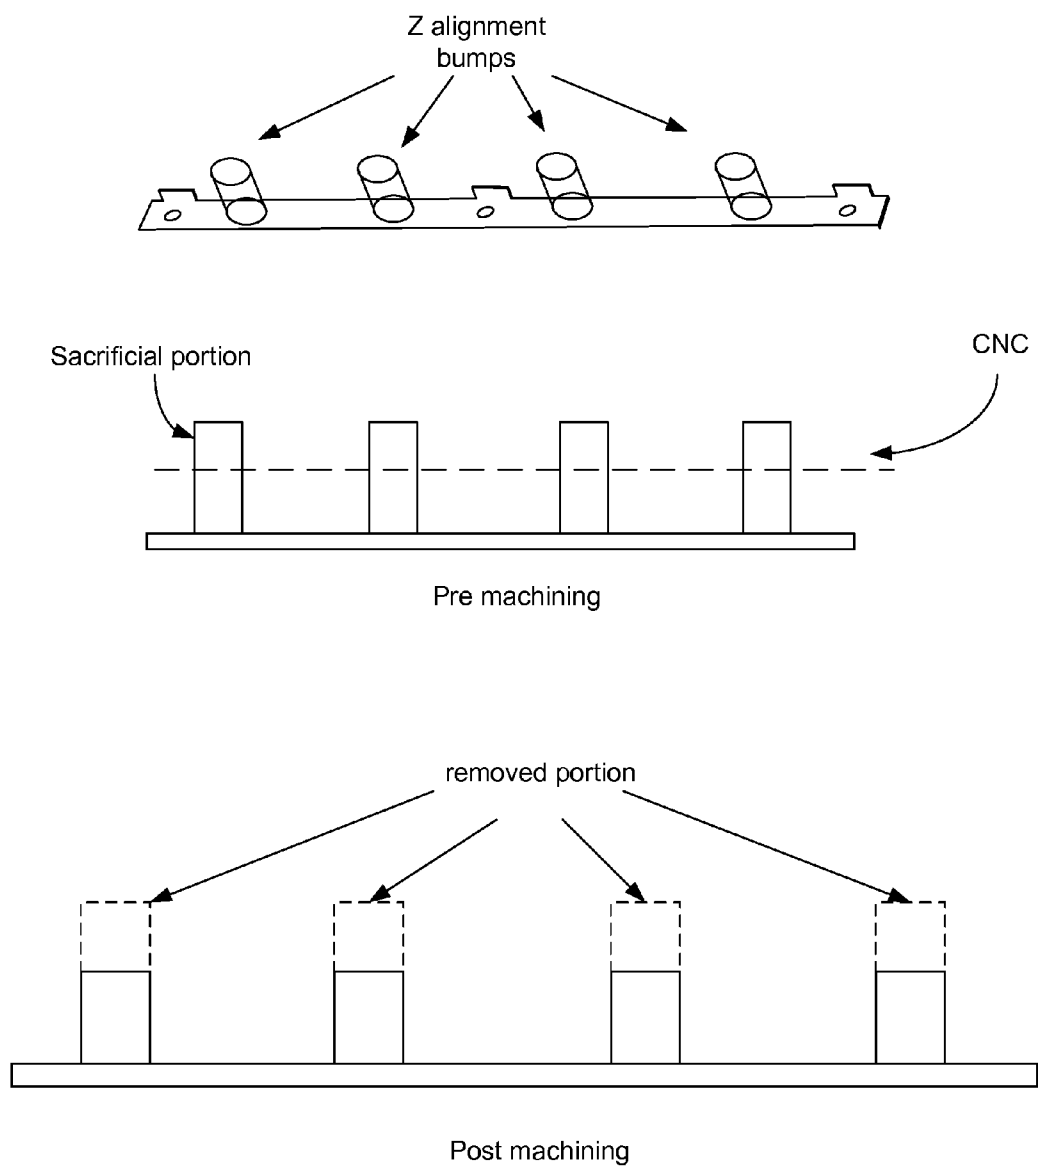 Z alignment
bumps
Sacrificial portion
CNC
Pre machining
removed portion
Post machining